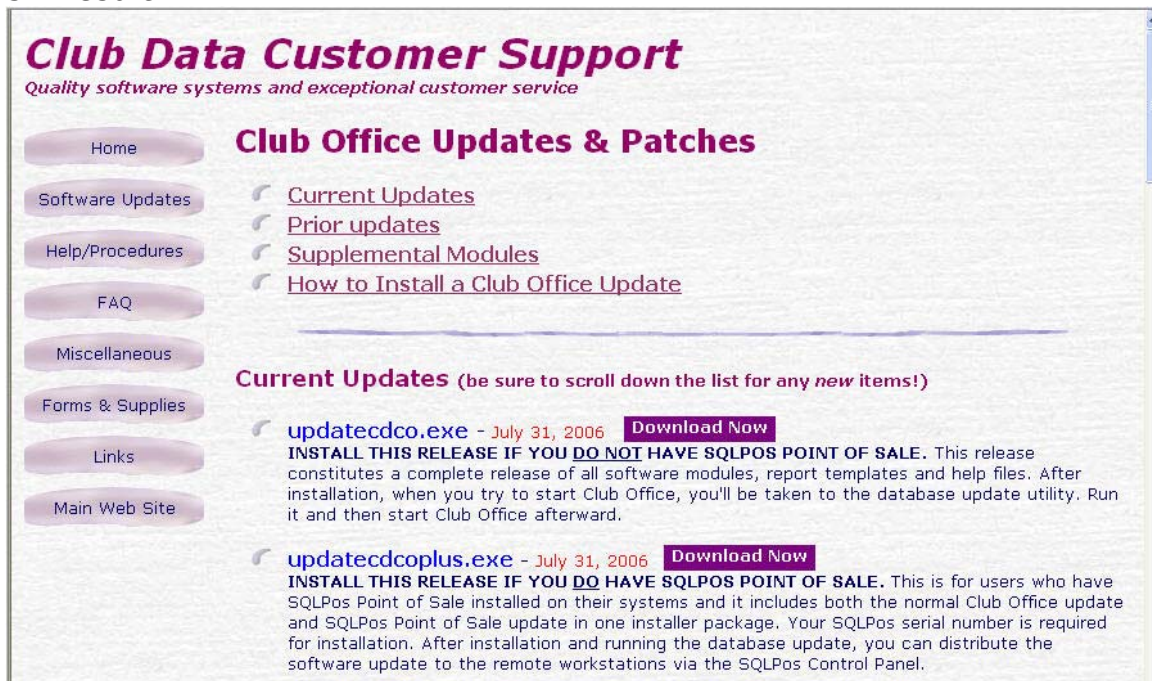 Club Data Customer Support
Quality software systems and exceptional customer service
Home
Software Updates
Help/Procedures
FAQ
Miscellaneous
Forms & Supplies
Links
Main Web Site
Club Office Updates & Patches
Current Updates
Prior updates
Supplemental Modules
How to Install a Club Office Update
Current Updates (be sure to scroll down the list for any new items!)
updatecdco.exe - July 31, 2006 Download Now
INSTALL THIS RELEASE IF YOU DO NOT HAVE SQLPOS POINT OF SALE. This release
constitutes a complete release of all software modules, report templates and help files. After
installation, when you try to start Club Office, you'll be taken to the database update utility. Run
it and then start Club Office afterward.
updatecdcoplus.exe - July 31, 2006 Download Now
INSTALL THIS RELEASE IF YOU DO HAVE SQLPOS POINT OF SALE. This is for users who have
SQLPos Point of Sale installed on their systems and it includes both the normal Club Office update
and SQLPos Point of Sale update in one installer package. Your SQLPos serial number is required
for installation. After installation and running the database update, you can distribute the
software update to the remote workstations via the SQLPos Control Panel.